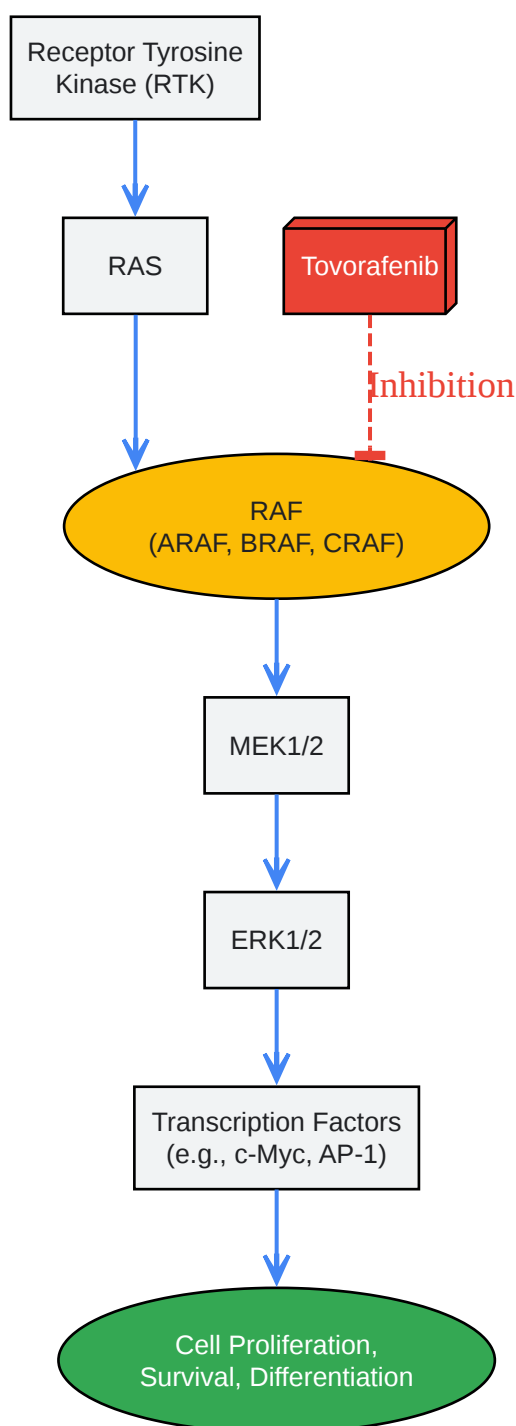 Receptor Tyrosine
Kinase (RTK)
RAS
Tovorafenib
Inhibition
RAF
(ARAF, BRAF, CRAF)
MEK1/2
ERK1/2
Transcription Factors
(e.g., c-Myc, AP-1)
Cell Proliferation,
Survival, Differentiation